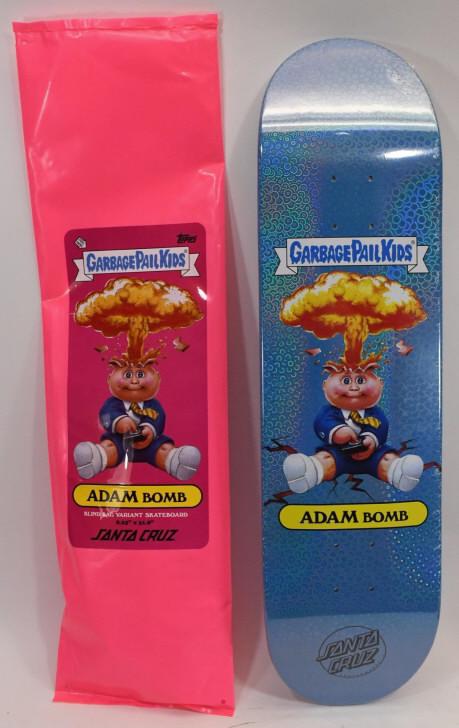 TOPPS
GARBAGE PAIL KIDS
ADAM BOMB
BLIND BAG VARIANT SKATEBOARD
SANTA CRUZ
GARBAGE PAIL KIDS
ADAM BOMB
SANTA
CRUZ